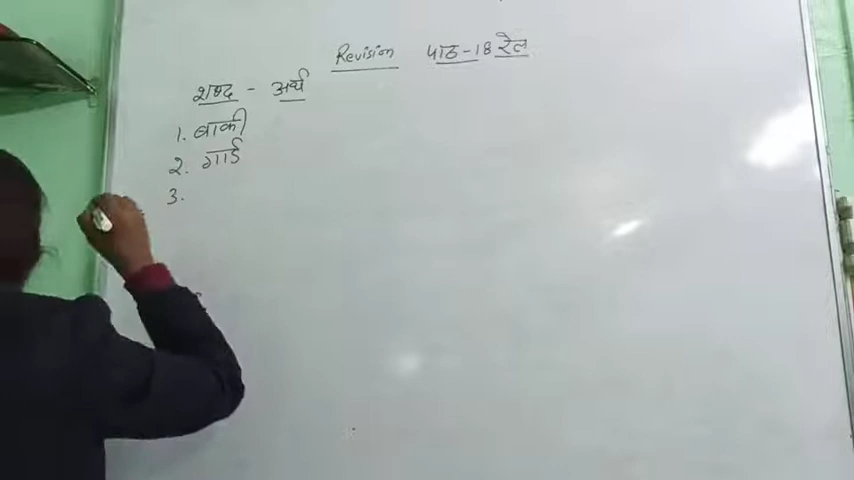 Revision पाठ-18 रेल
शब्द - अर्थ
1. बाकी
2. गार्ड
3.